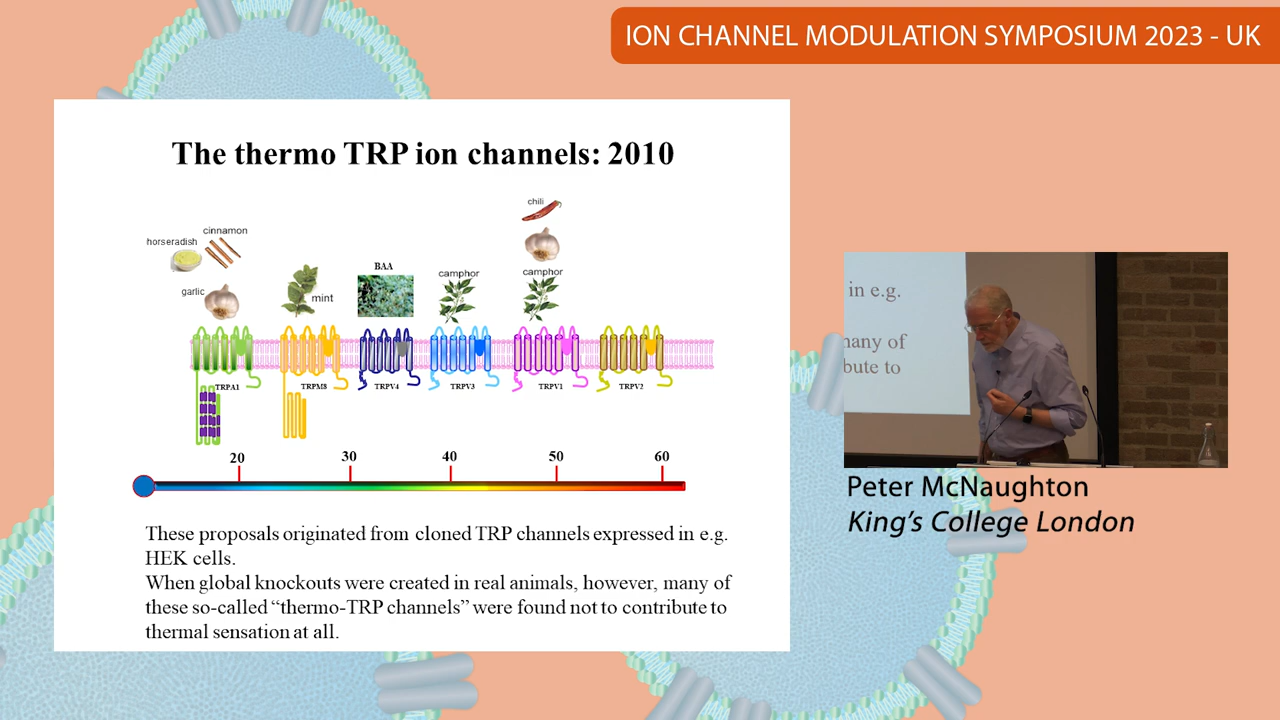 ION CHANNEL MODULATION SYMPOSIUM 2023 - UK
The thermo TRP ion channels: 2010
chili
cinnamon
horseradish
BAA
camphor
camphor
garlic
mint
TRPA1
TRPM8
TRPV4
TRPV3
TRPV1
TRPV2
20
30
40
50
60
These proposals originated from cloned TRP channels expressed in e.g.
HEK cells.
When global knockouts were created in real animals, however, many of
these so-called “thermo-TRP channels” were found not to contribute to
thermal sensation at all.
in e.g.
many of
bute to
Peter McNaughton
King's College London